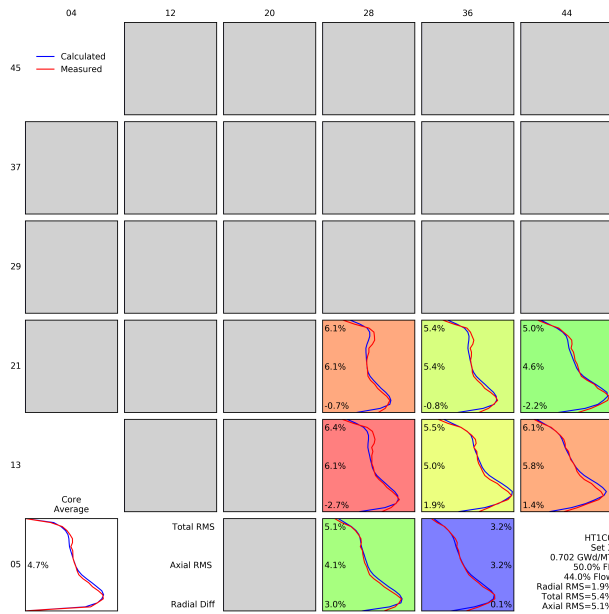 04 12 20 28 36 44
Calculated
Measured
45
37
29
21
6.1% 5.4% 5.0%
6.1% 5.4% 4.6%
-0.7% -0.8% -2.2%
13
6.4% 5.5% 6.1%
6.1% 5.0% 5.8%
-2.7% 1.9% 1.4%
Core
Average
05
4.7%
Total RMS
Axial RMS
Radial Diff
5.1% 3.2%
4.1% 3.2%
3.0% 0.1%
Set
0.702
50.0%
44.0%
Radial RMS=1.9%
Total RMS=5.4%
Axial RMS=5.1%